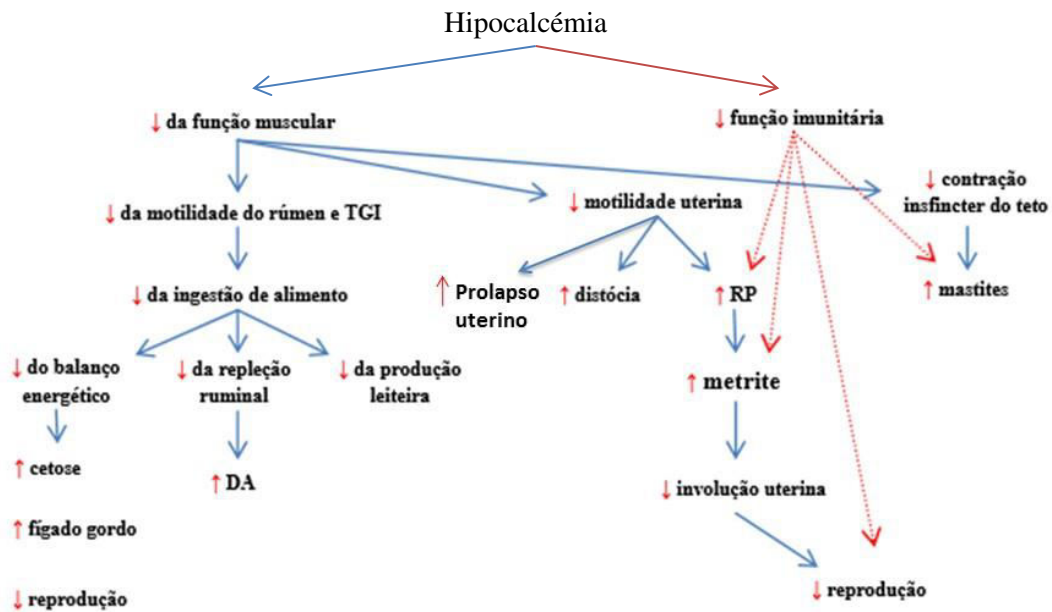 Hipocalcémia
↓ da função muscular
↓ função imunitária
↓ da motilidade do rúmen e TGI
↓ motilidade uterina
↓ contração
insfincter do teto
↓ da ingestão de alimento
↑ Prolapso
uterino
↑ distócia
↑ RP
↑ mastites
↓ do balanço
energético
↓ da repleção
ruminal
↓ da produção
leiteira
↑ metrite
↑ cetose
↑ DA
↓ involução uterina
↑ fígado gordo
↓ reprodução
↓ reprodução